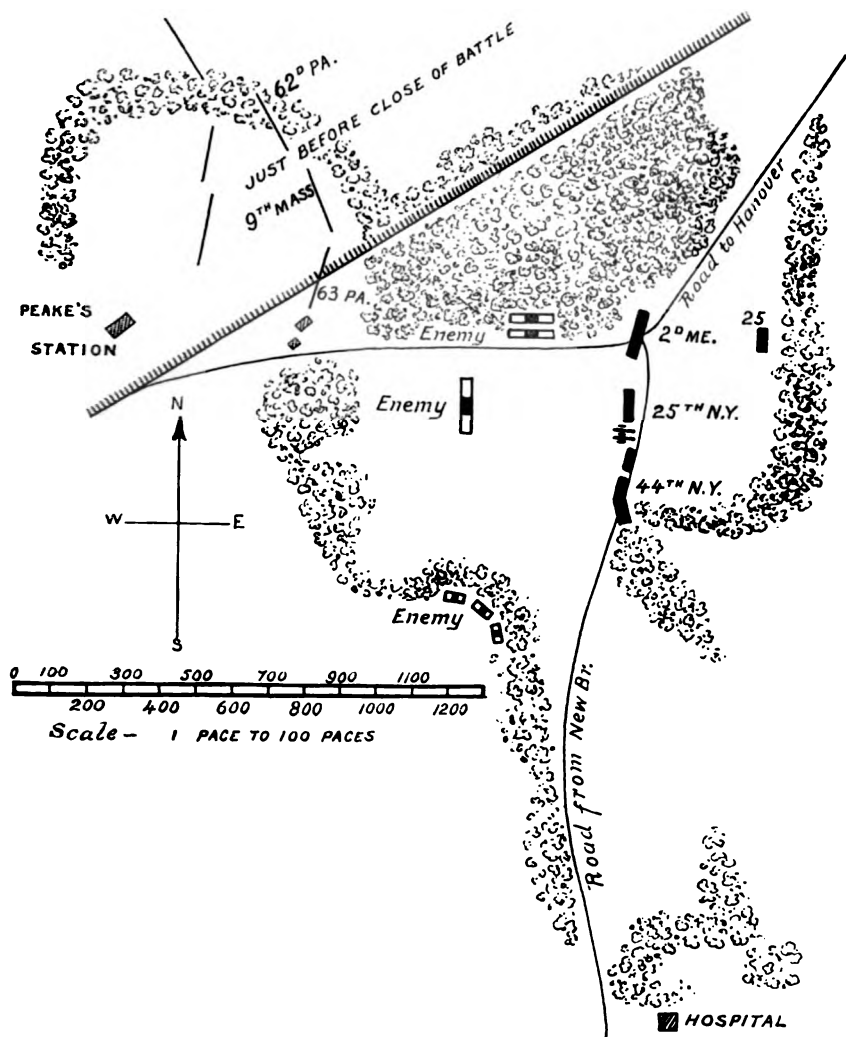 62D PA.
JUST BEFORE CLOSE OF BATTLE
9TH MASS
63 PA.
PEAKE'S
STATION
Road to Hanover
Enemy
2D ME.
25
Enemy
25TH N.Y.
44TH N.Y.
N
W E
S
Enemy
0 100 300 500 700 900 1100
200 400 600 800 1000 1200
Scale— 1 PACE TO 100 PACES
Road from New Br.
HOSPITAL